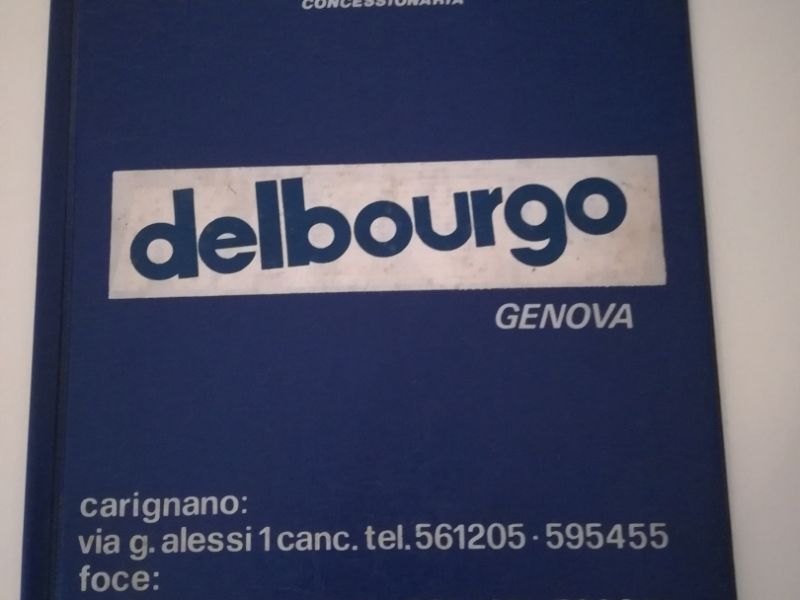 CONCESSIONARIA
delbourgo
GENOVA
carignano:
via g. alessi 1 canc. tel. 561205 · 595455
foce: